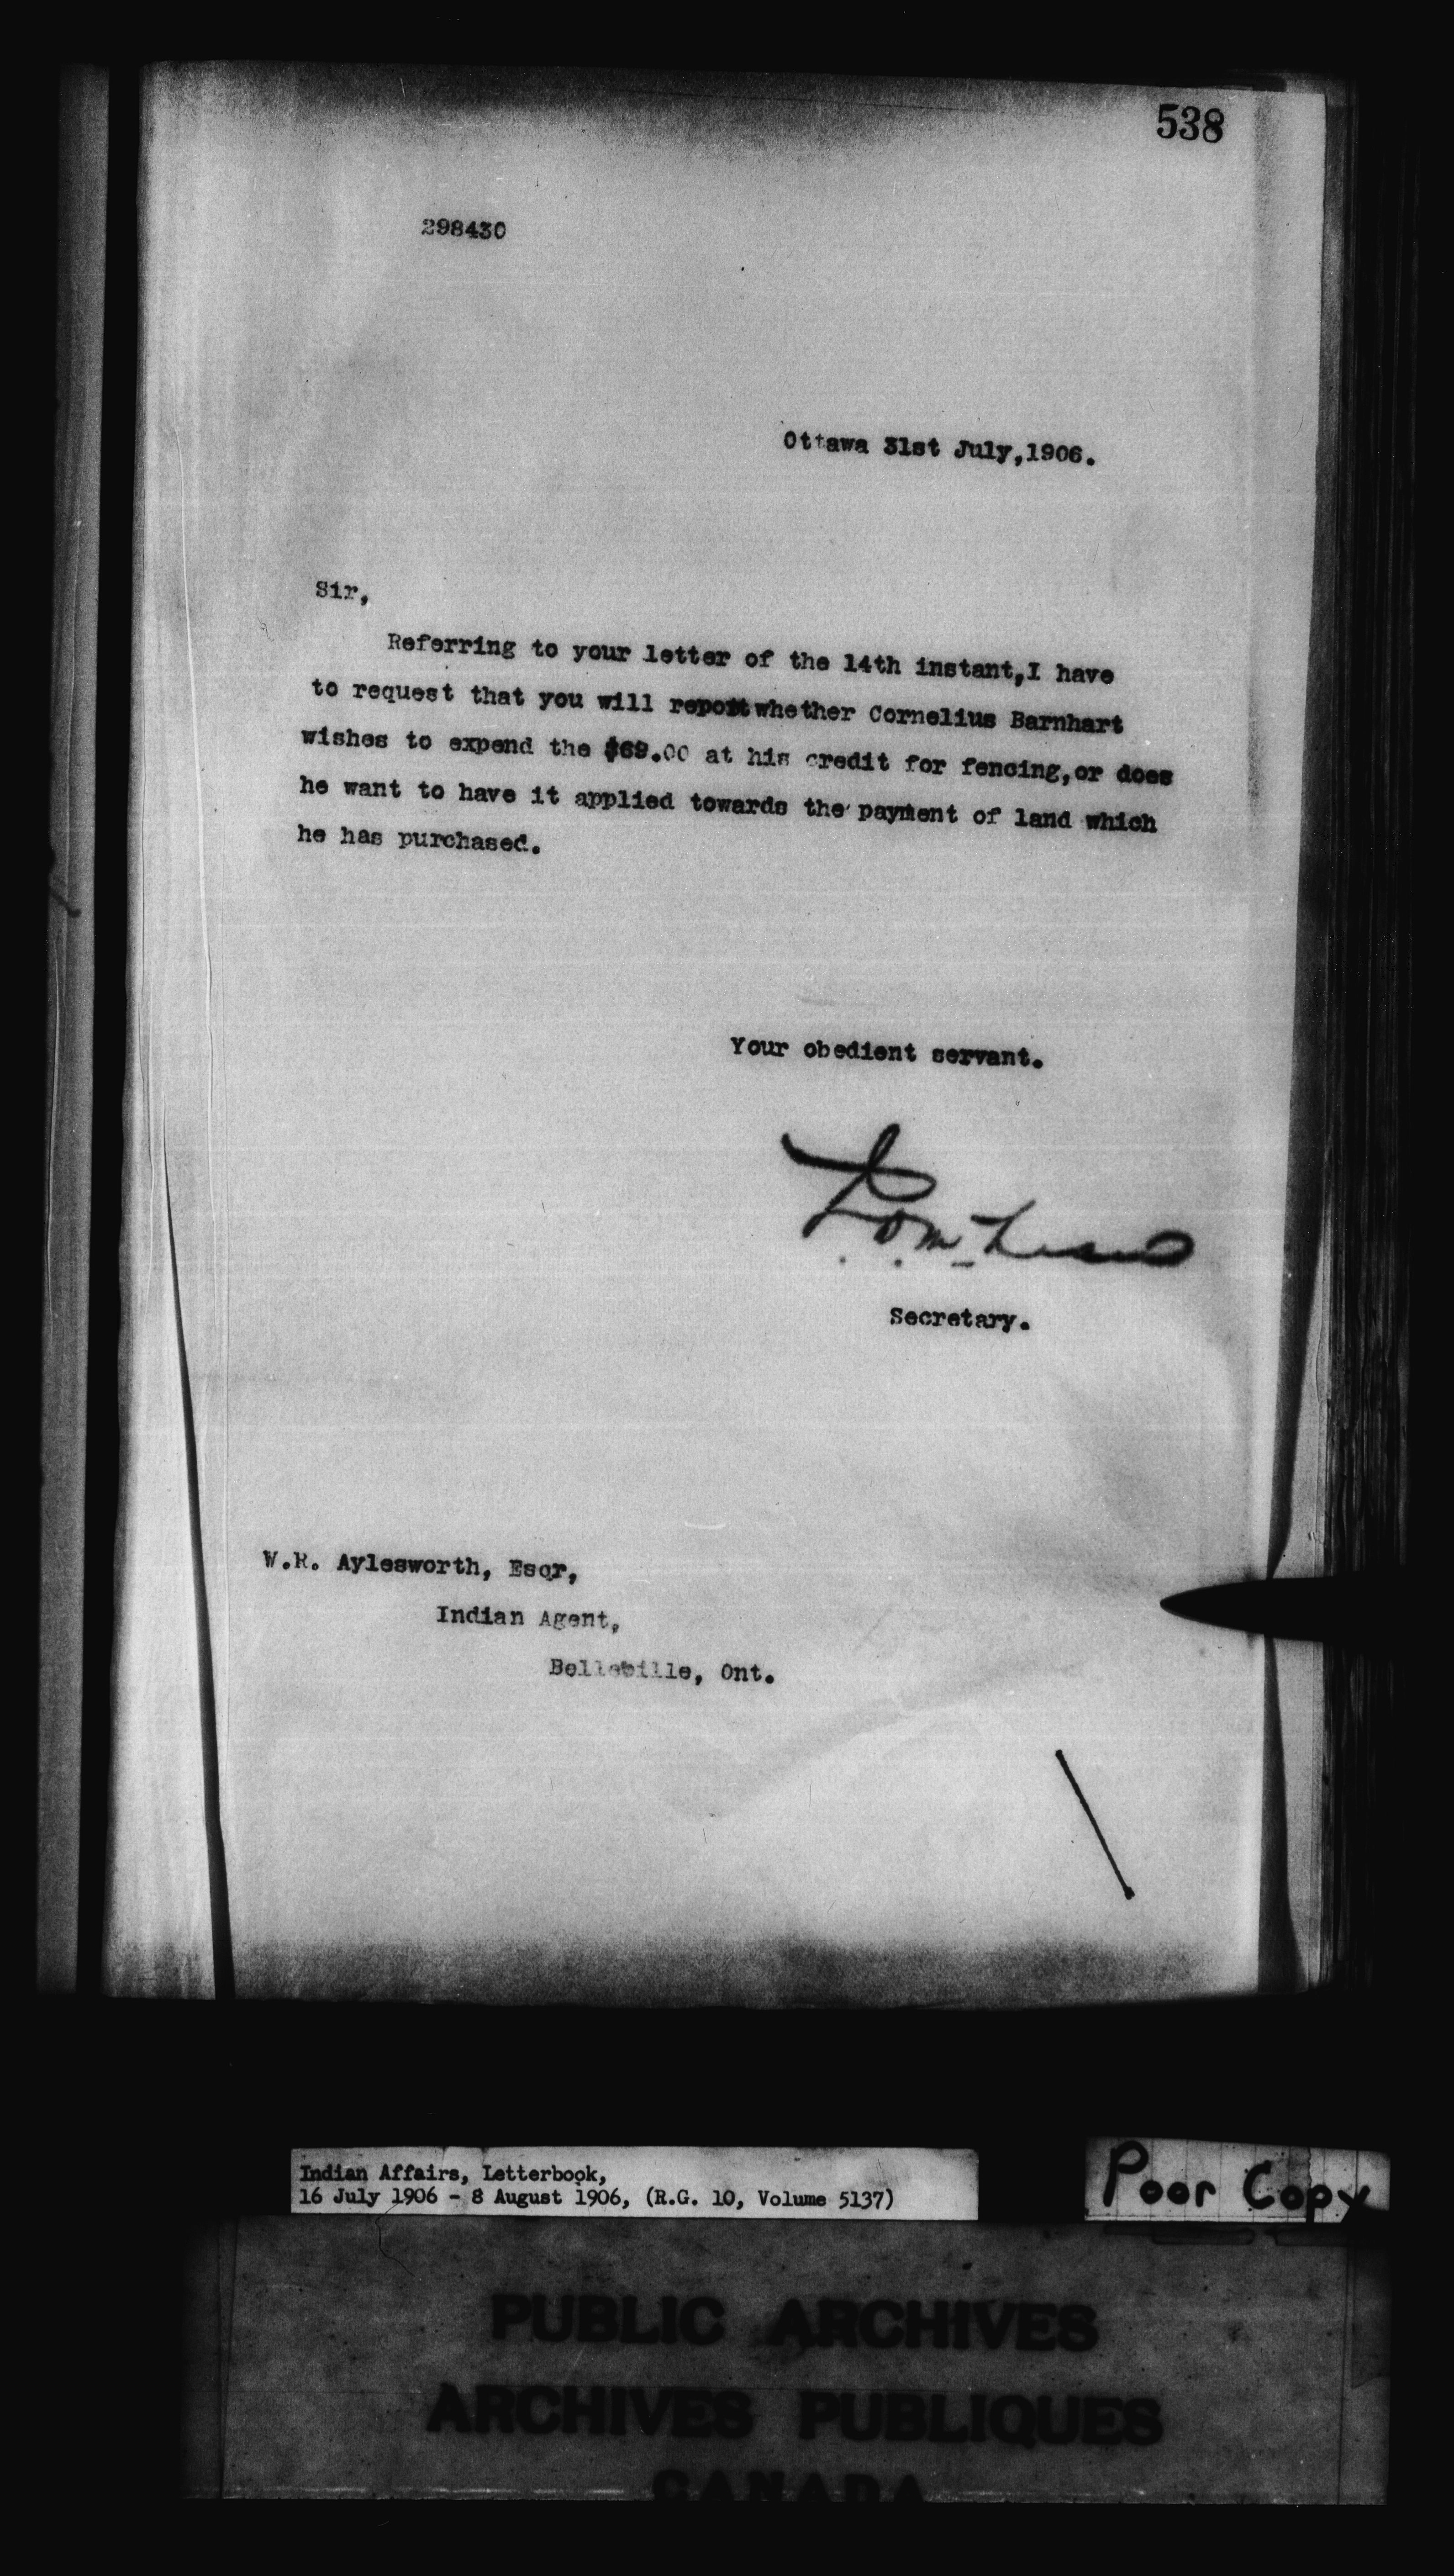 538
298430
Ottawa 31st July,1906.
Sir,
Referring to your letter of the 14th instant,I have
to request that you will report whether Cornelius Barnhart
wishes to expend the $69.00 at his credit for fencing,or does
he want to have it applied towards the payment of land which
he has purchased.
Your obedient servant.
Secretary.
W.R. Aylesworth, Esqr,
Indian Agent,
Bellebille, Ont.
Indian Affairs, Letterbook,
16 July 1906 - 8 August 1906, (R.G. 10, Volume 5137)
Poor Copy
PUBLIC ARCHIVES
ARCHIVES PUBLIQUES
CANADA